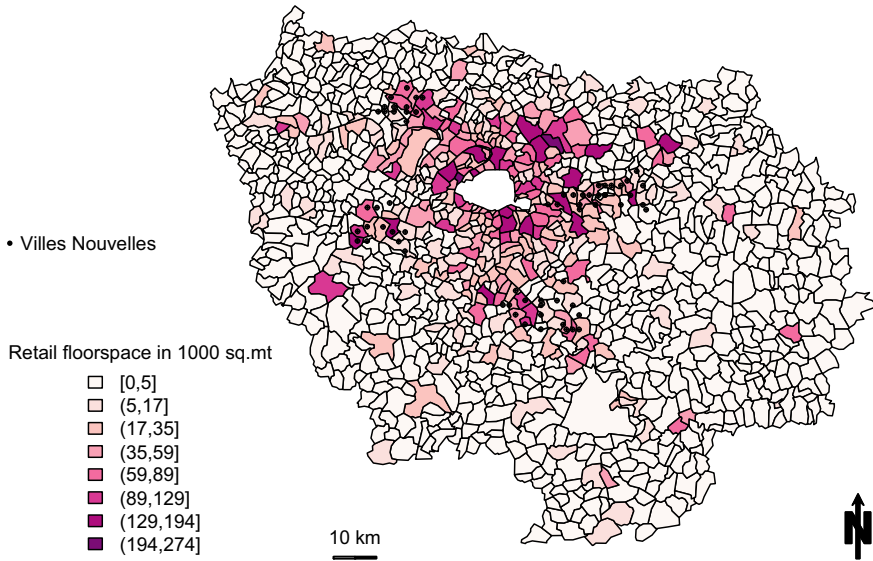 • Villes Nouvelles
Retail floorspace in 1000 sq.mt
[0,5]
(5,17]
(17,35]
(35,59]
(59,89]
(89,129]
(129,194]
(194,274]
10 km
N